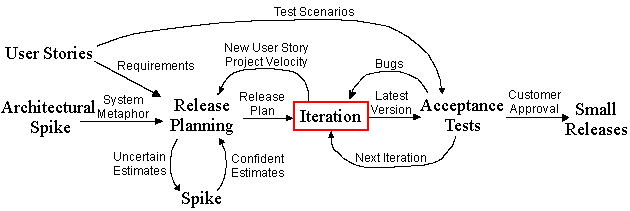 Test Scenarios
User Stories
New User Story
Project Velocity
Bugs
Requirements
Architectural
Spike
System
Metaphor
Release
Planning
Release
Plan
Iteration
Latest
Version
Acceptance
Tests
Customer
Approval
Small
Releases
Uncertain
Estimates
Confident
Estimates
Next Iteration
Spike